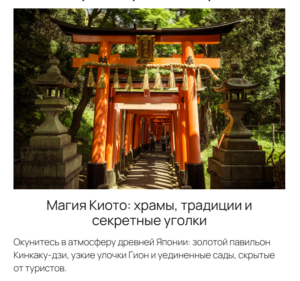 Магия Киото: храмы, традиции и
секретные уголки
Окунитесь в атмосферу древней Японии: золотой павильон
Кинкаку-дзи, узкие улочки Гион и уединенные сады, скрытые
от туристов.